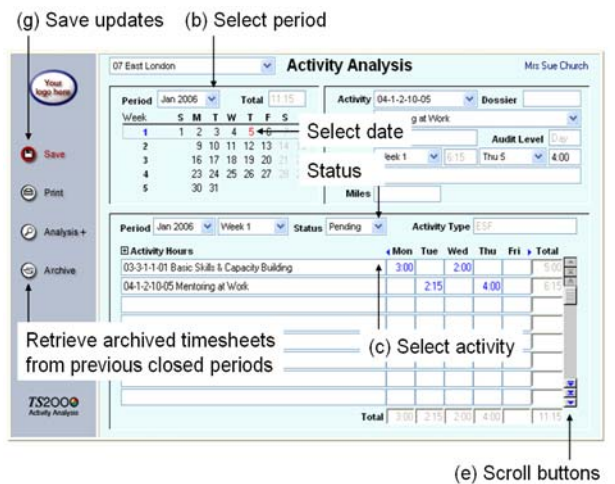 (g) Save updates (b) Select period
Your logo here
07 East London Activity Analysis Mrs Sue Church
Period Jan 2006 Total 11:15
Week S M T W T F S
1 1 2 3 4 5 6
2 9 10 11 12 13
3 16 17 18 19 20
4 23 24 25 26 27
5 30 31
Select date
Status
Activity 04-1-2-10-05 Dossier
g at Work
Audit Level Day
Week 1 6:15 Thu 5 4:00
Miles
Save
Print
Analysis +
Archive
Period Jan 2006 Week 1 Status Pending Activity Type ESF
Activity Hours Mon Tue Wed Thu Fri Total
03-3-1-1-01 Basic Skills & Capacity Building 3:00 2:00 5:00
04-1-2-10-05 Mentoring at Work 2:15 4:00 6:15
Retrieve archived timesheets
from previous closed periods
(c) Select activity
TS2000
Activity Analysis
Total 3:00 2:15 2:00 4:00 11:15
(e) Scroll buttons